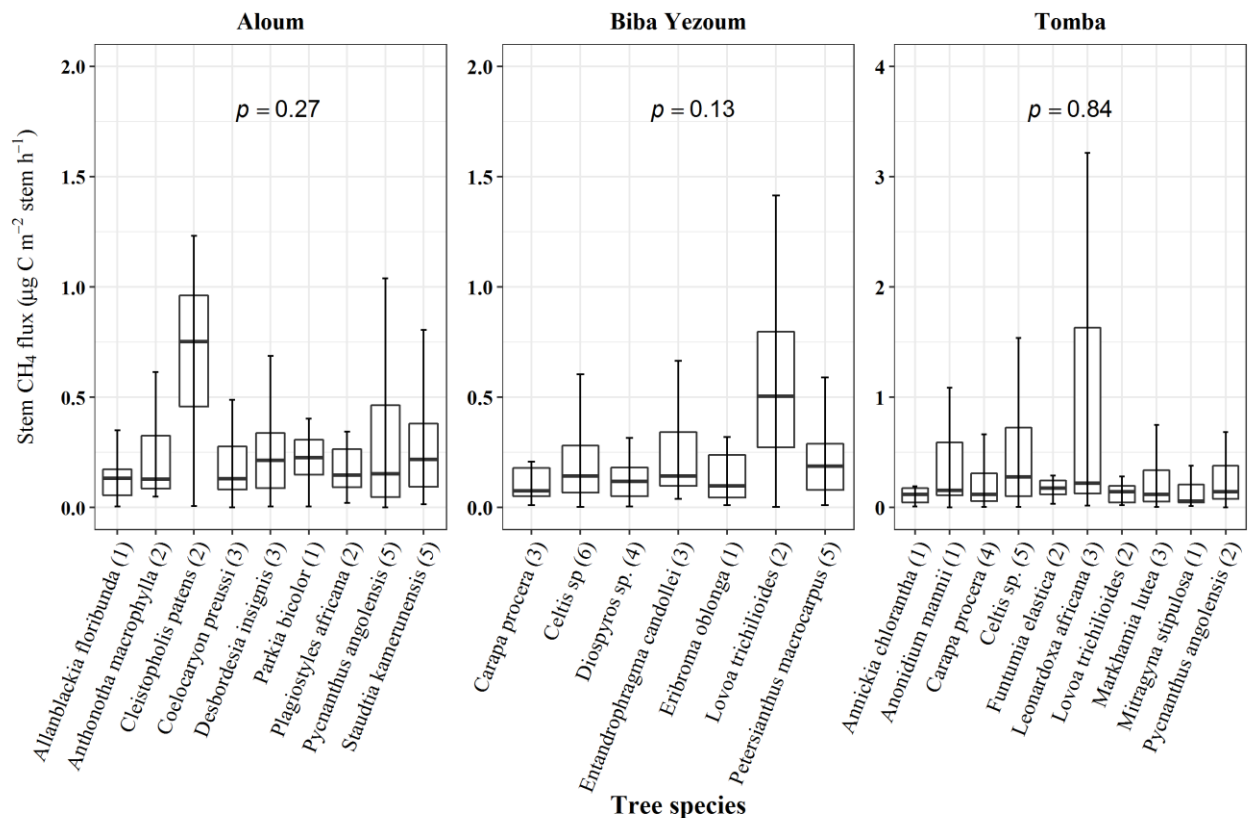 Aloum
Biba Yezoum
Tomba
Stem CH₄ flux (µg C m⁻² stem h⁻¹)
2.0
1.5
1.0
0.5
0.0
p = 0.27
Allanblackia floribunda (1)
Anthonotha macrophylla (2)
Cleistopholis patens (2)
Coelocaryon preussi (3)
Desbordesia insignis (3)
Parkia bicolor (1)
Plagiostyles africana (2)
Pycnanthus angolensis (5)
Staudtia kamerunensis (5)
2.0
1.5
1.0
0.5
0.0
p = 0.13
Carapa procera (3)
Celtis sp (6)
Diospyros sp. (4)
Entandrophragma candollei (3)
Eribroma oblonga (1)
Lovoa trichilioides (2)
Petersianthus macrocarpus (5)
4
3
2
1
0
p = 0.84
Annickia chlorantha (1)
Anonidium mannii (1)
Carapa procera (4)
Celtis sp. (5)
Funtumia elastica (2)
Leonardoxa africana (3)
Lovoa trichilioides (2)
Markhamia lutea (3)
Mitragyna stipulosa (1)
Pycnanthus angolensis (2)
Tree species